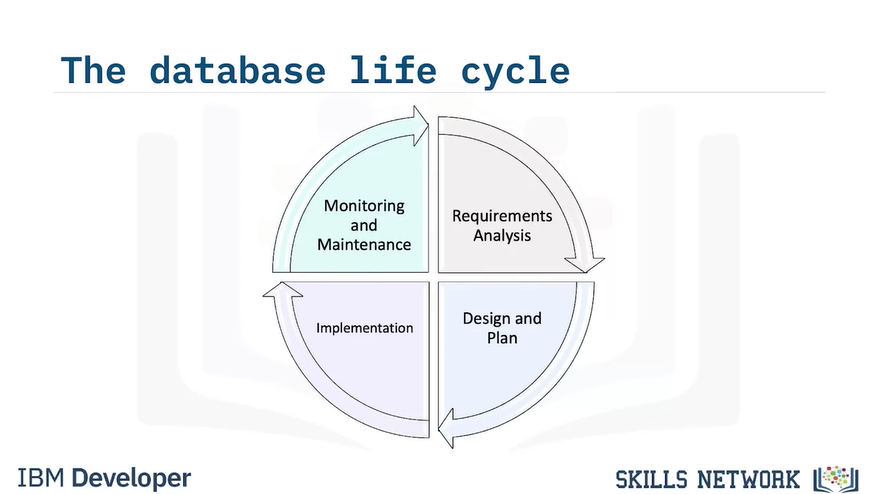 The database life cycle
Monitoring
and
Maintenance
Requirements
Analysis
Implementation
Design and
Plan
IBM Developer
SKILLS NETWORK